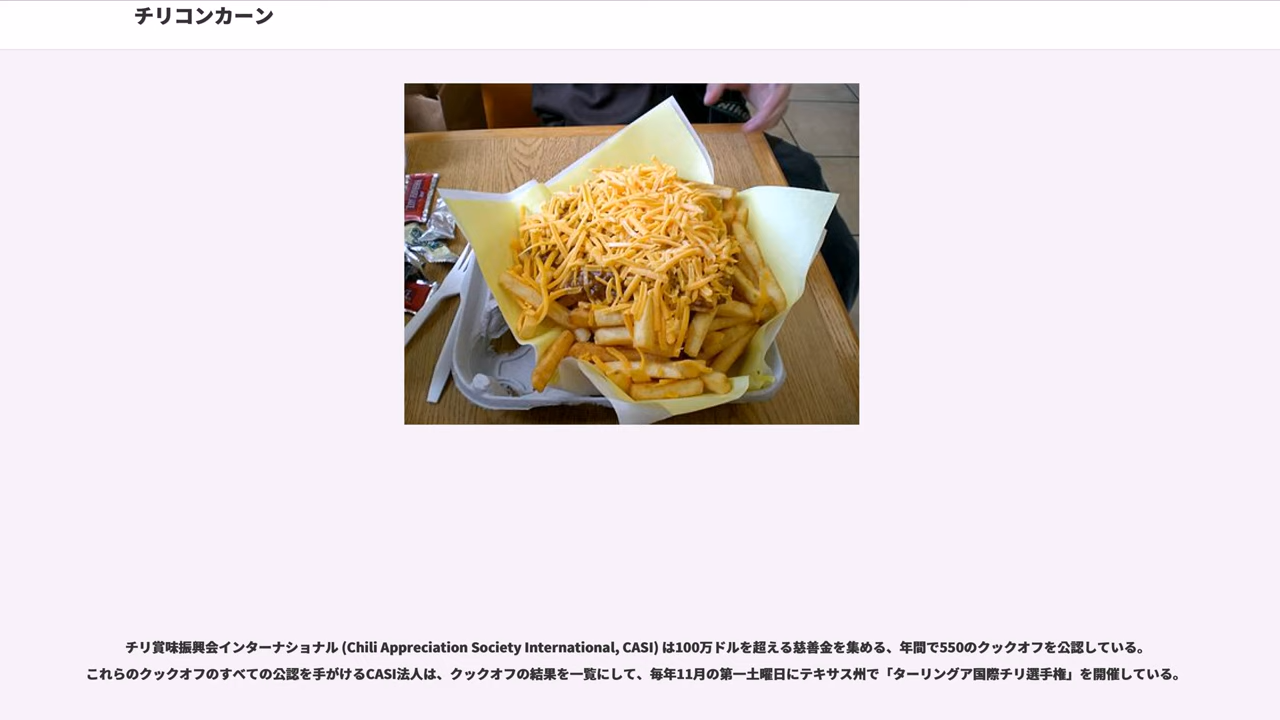 チリコンカーン
チリ賞味振興会インターナショナル (Chili Appreciation Society International, CASI) は100万ドルを超える慈善金を集める、年間で550のクックオフを公認している。
これらのクックオフのすべての公認を手がけるCASI法人は、クックオフの結果を一覧にして、毎年11月の第一土曜日にテキサス州で「ターリングア国際チリ選手権」を開催している。